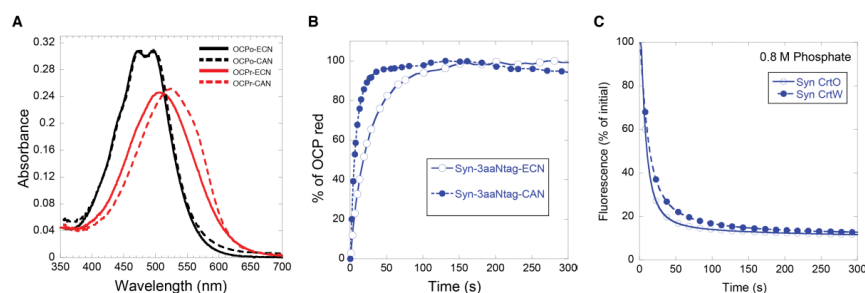 A
Absorbance
0.32
0.28
0.24
0.2
0.16
0.12
0.08
0.04
0
350 400 450 500 550 600 650 700
Wavelength (nm)
OCPo-ECN
OCPo-CAN
OCPr-ECN
OCPr-CAN
B
% of OCP red
120
100
80
60
40
20
0
0 50 100 150 200 250 300
Time (s)
Syn-3aaNtag-ECN
Syn-3aaNtag-CAN
C
Fluorescence (% of initial)
100
80
60
40
20
0
0 50 100 150 200 250 300
Time (s)
0.8 M Phosphate
Syn CrtO
Syn CrtW